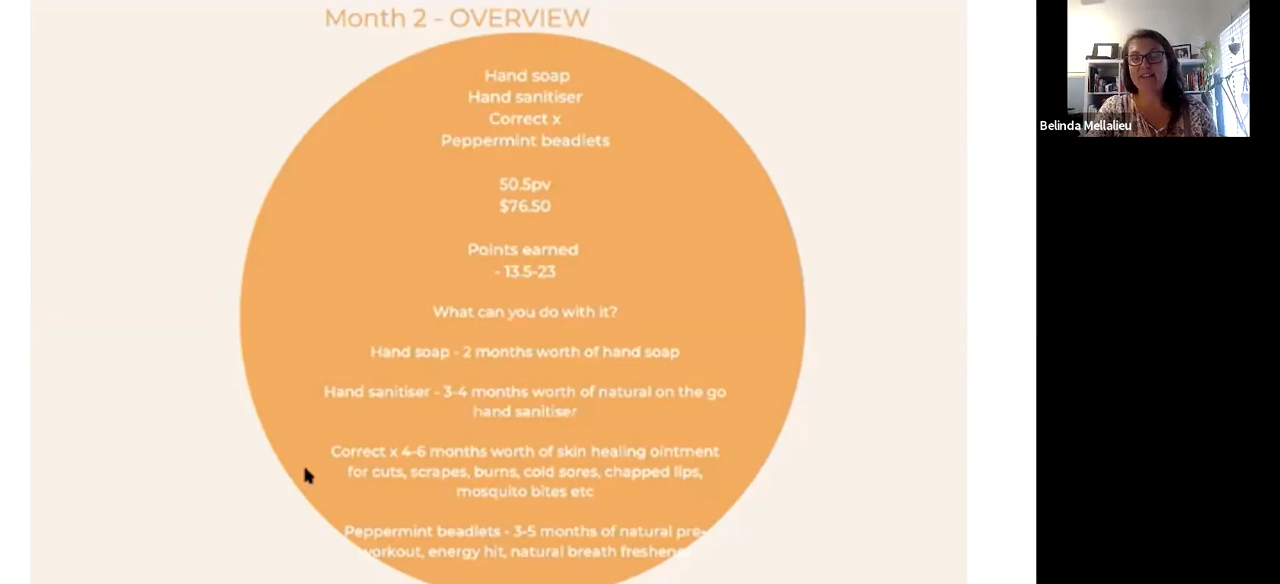 Month 2 - OVERVIEW
Hand soap
Hand sanitiser
Correct x
Peppermint beadlets
50.5pv
$76.50
Points earned
- 13.5-23
What can you do with it?
Hand soap - 2 months worth of hand soap
Hand sanitiser - 3-4 months worth of natural on the go
hand sanitiser
Correct x 4-6 months worth of skin healing ointment
for cuts, scrapes, burns, cold sores, chapped lips,
mosquito bites etc
Peppermint beadlets - 3-5 months of natural pre-
workout, energy hit, natural breath freshener
Belinda Mellalieu